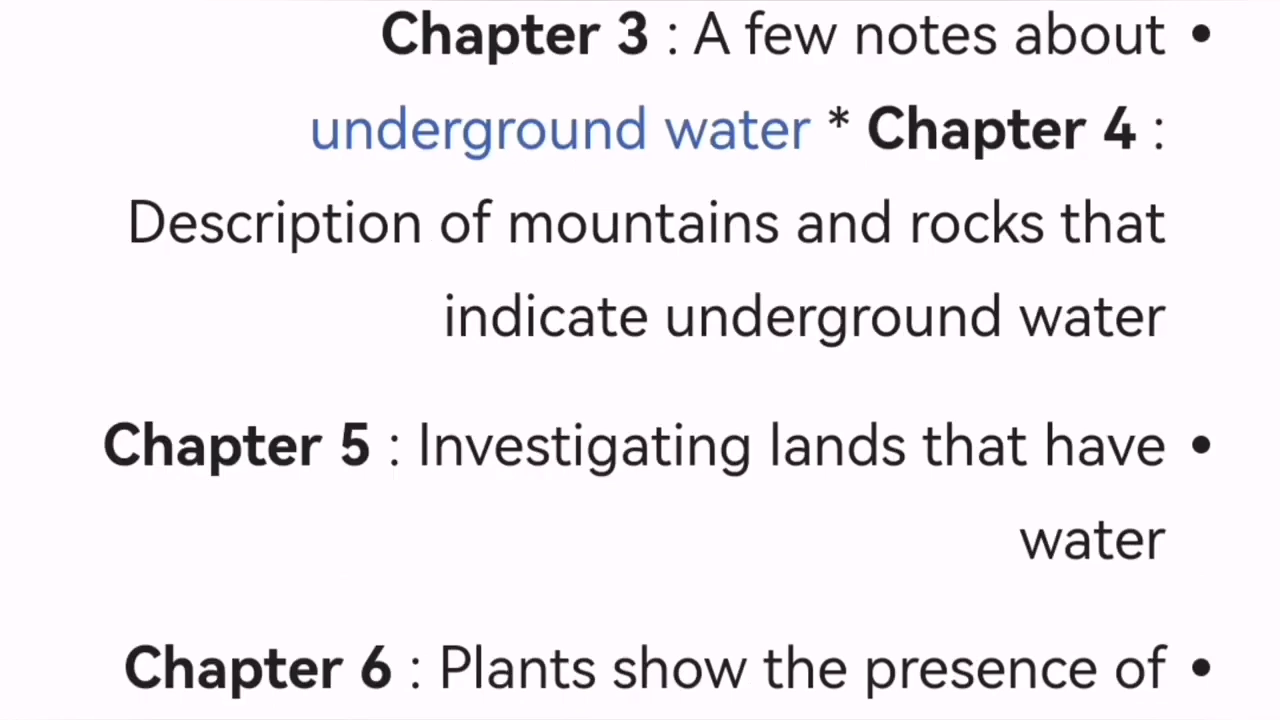 • Chapter 3 : A few notes about
underground water * Chapter 4 :
Description of mountains and rocks that
indicate underground water
• Chapter 5 : Investigating lands that have
water
• Chapter 6 : Plants show the presence of